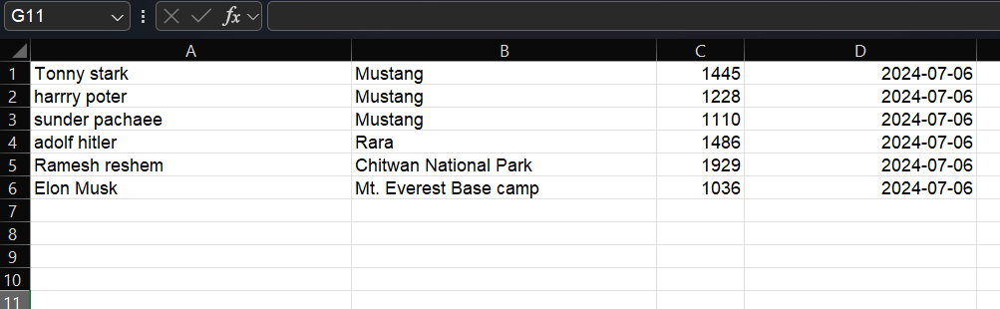 G11 fx
A B C D
1 Tonny stark Mustang 1445 2024-07-06
2 harrry poter Mustang 1228 2024-07-06
3 sunder pachaee Mustang 1110 2024-07-06
4 adolf hitler Rara 1486 2024-07-06
5 Ramesh reshem Chitwan National Park 1929 2024-07-06
6 Elon Musk Mt. Everest Base camp 1036 2024-07-06
7
8
9
10
11